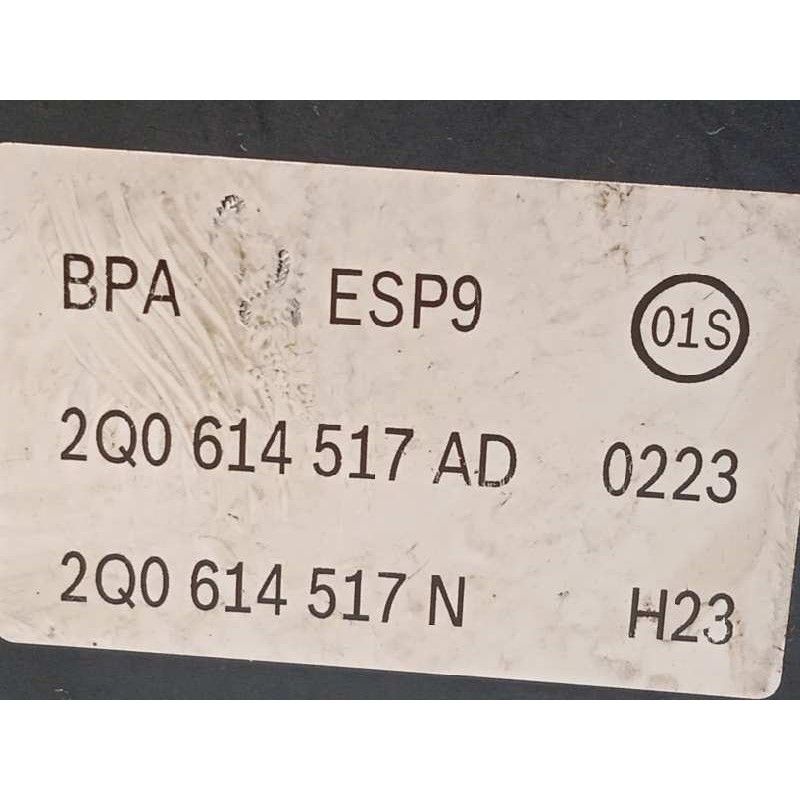 BPA ESP9 01S
2Q0 614 517 AD 0223
2Q0 614 517 N H23